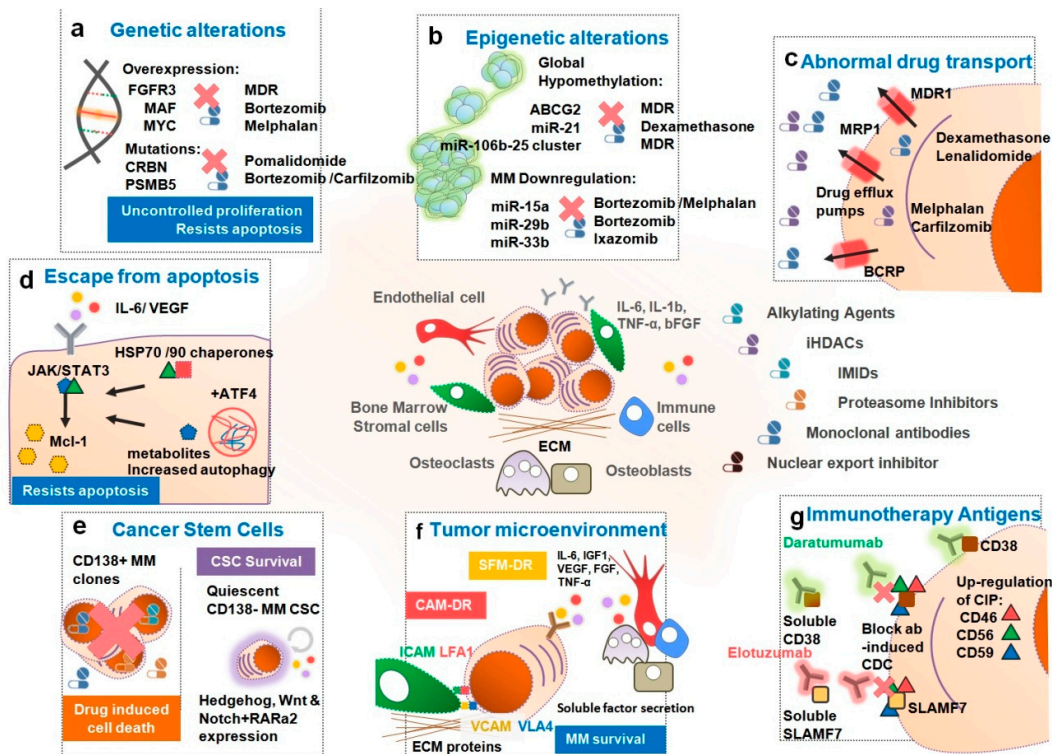 a Genetic alterations
Overexpression:
FGFR3 MDR
MAF Bortezomib
MYC Melphalan
Mutations:
CRBN Pomalidomide
PSMB5 Bortezomib /Carfilzomib
Uncontrolled proliferation
Resists apoptosis
b Epigenetic alterations
Global
Hypomethylation:
ABCG2 MDR
miR-21 Dexamethasone
miR-106b-25 cluster MDR
MM Downregulation:
miR-15a Bortezomib /Melphalan
miR-29b Bortezomib
miR-33b Ixazomib
c Abnormal drug transport
MDR1
MRP1
Dexamethasone
Lenalidomide
Drug efflux
pumps
Melphalan
Carfilzomib
BCRP
d Escape from apoptosis
IL-6/ VEGF
HSP70 /90 chaperones
JAK/STAT3
+ATF4
Mcl-1
metabolites
Increased autophagy
Resists apoptosis
Endothelial cell
IL-6, IL-1b,
TNF-α, bFGF
Bone Marrow
Stromal cells
Immune
cells
ECM
Osteoclasts
Osteoblasts
Alkylating Agents
iHDACs
IMIDs
Proteasome Inhibitors
Monoclonal antibodies
Nuclear export inhibitor
e Cancer Stem Cells
CD138+ MM
clones
CSC Survival
Quiescent
CD138- MM CSC
Drug induced
cell death
Hedgehog, Wnt &
Notch+RARa2
expression
f Tumor microenvironment
SFM-DR
IL-6, IGF1,
VEGF, FGF,
TNF-α
CAM-DR
ICAM LFA1
Soluble factor secretion
VCAM VLA4
ECM proteins
MM survival
g Immunotherapy Antigens
Daratumumab
CD38
Up-regulation
of CIP:
CD46
CD56
CD59
Soluble
CD38
Block ab
-induced
CDC
Elotuzumab
Soluble
SLAMF7
SLAMF7